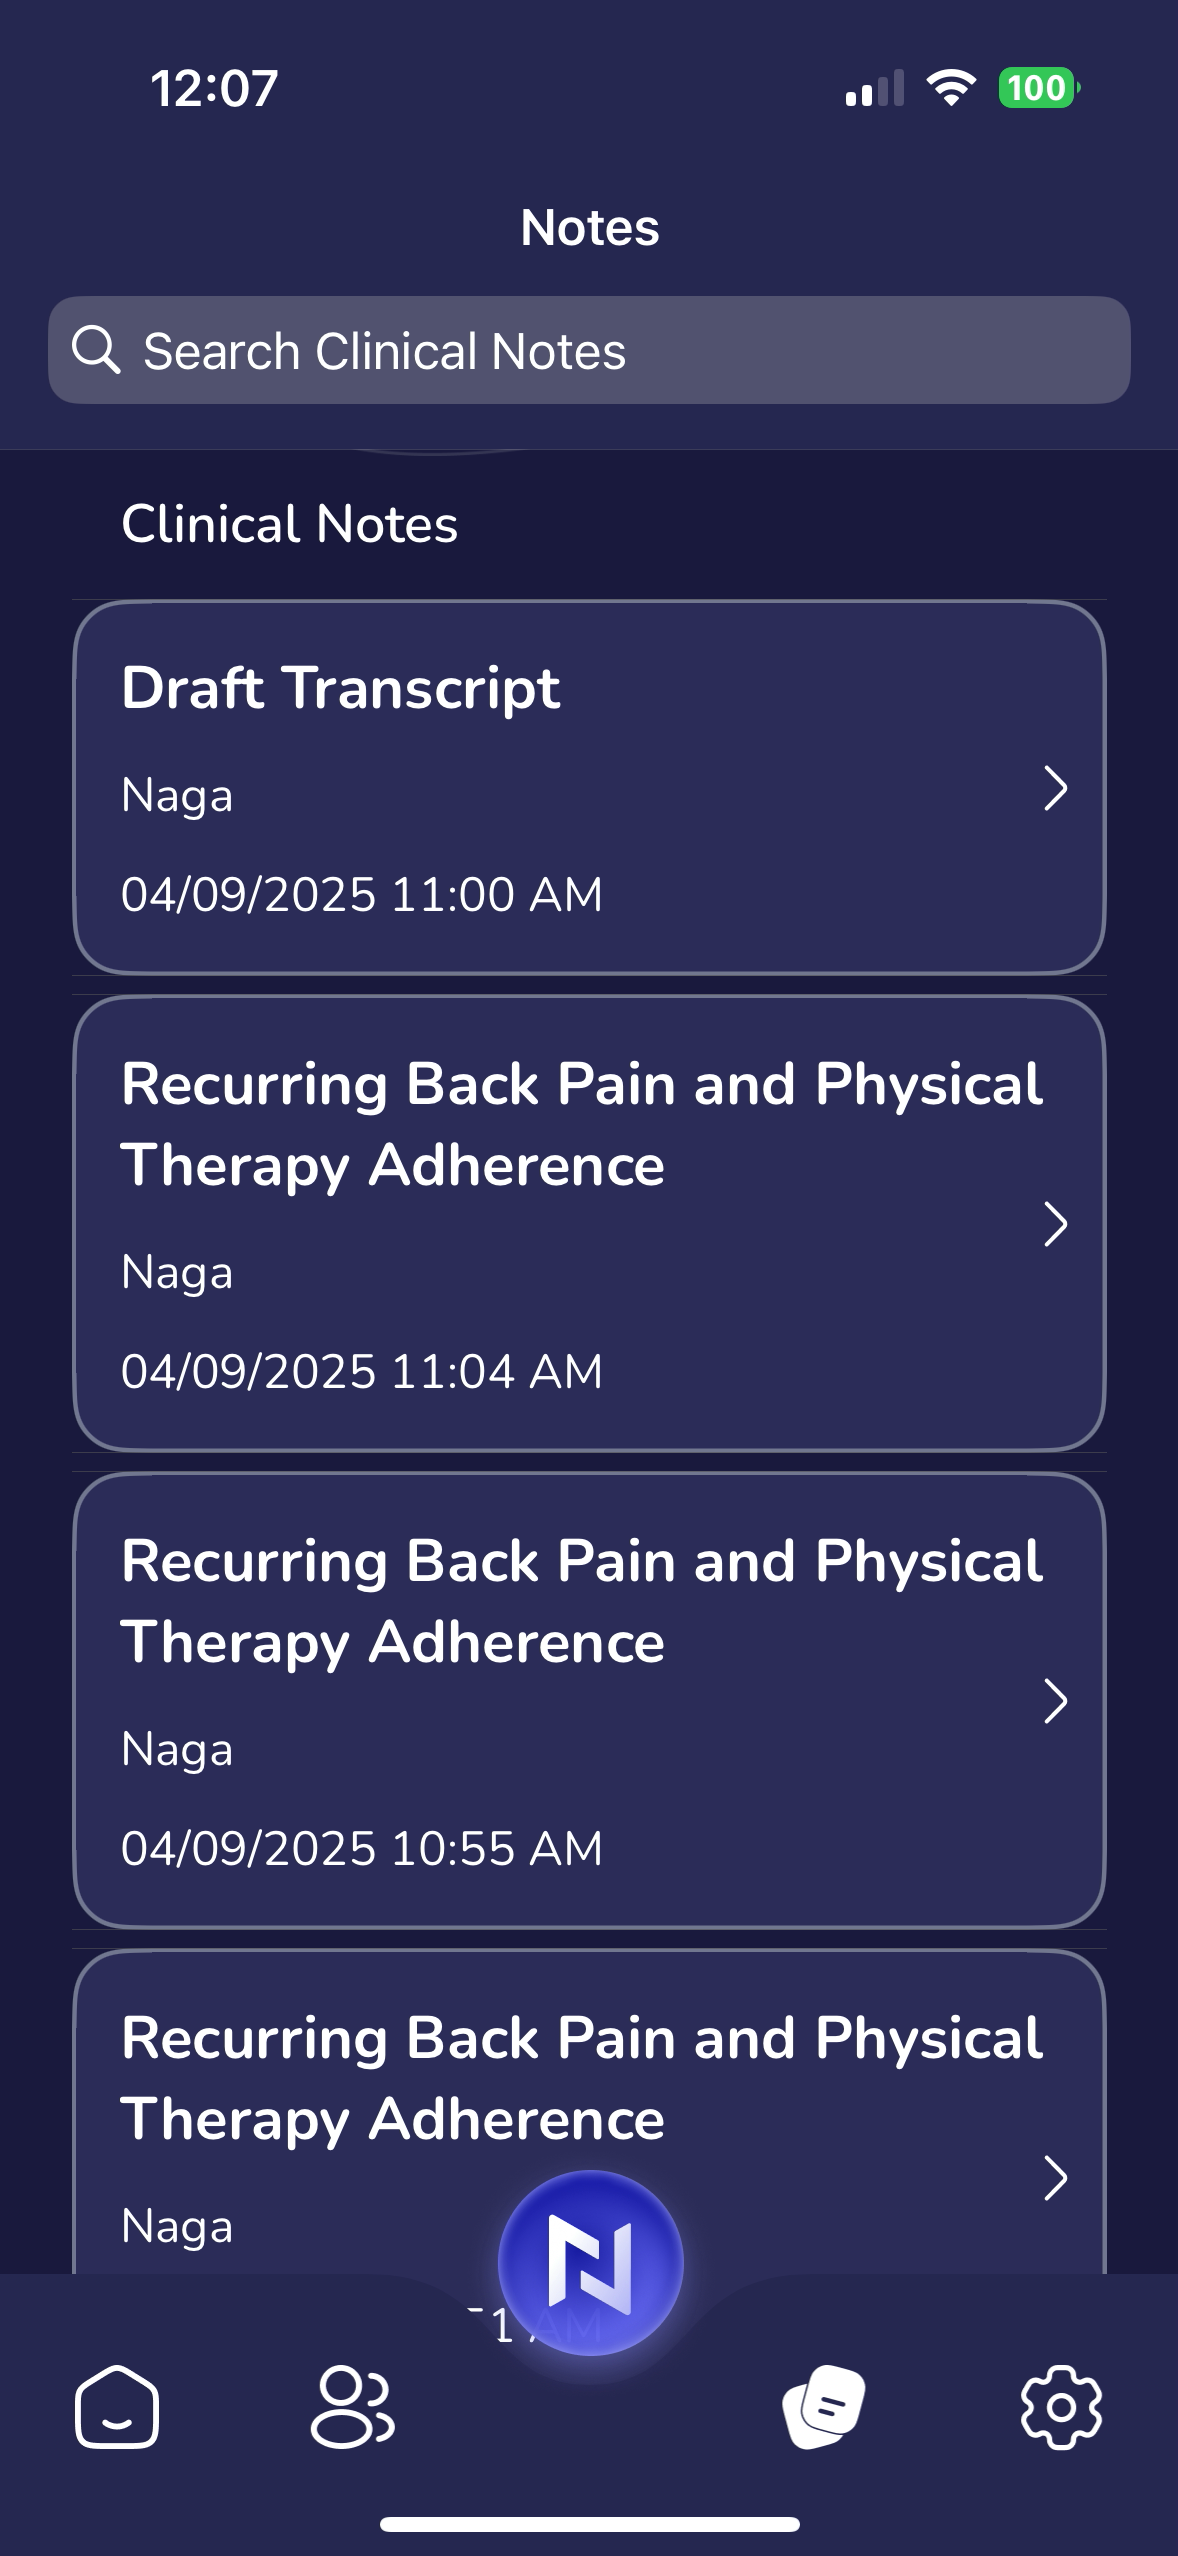 12:07
100
Notes
Search Clinical Notes
Clinical Notes
Draft Transcript
Naga
04/09/2025 11:00 AM
Recurring Back Pain and Physical
Therapy Adherence
Naga
04/09/2025 11:04 AM
Recurring Back Pain and Physical
Therapy Adherence
Naga
04/09/2025 10:55 AM
Recurring Back Pain and Physical
Therapy Adherence
Naga
AM